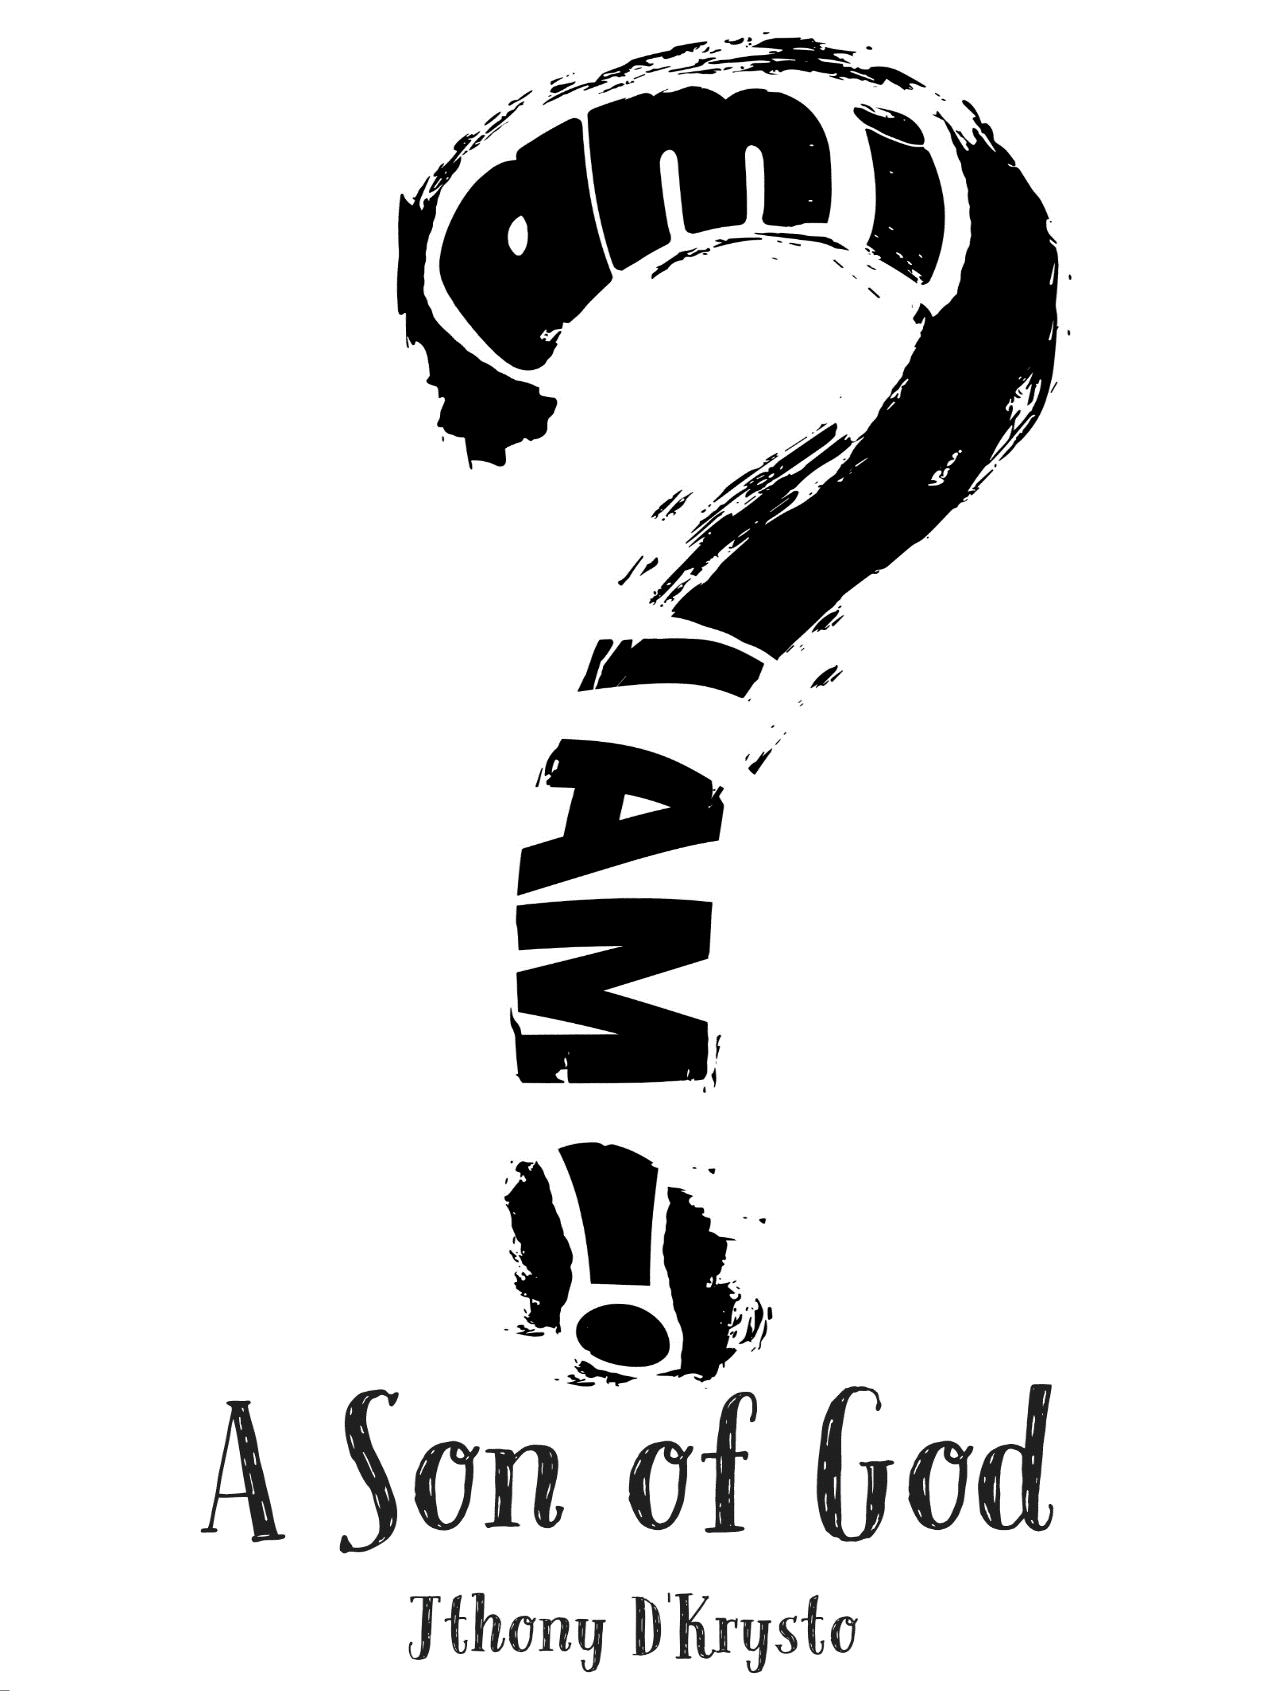 am i
I AM
!
A Son of God
Jthony D'Krysto